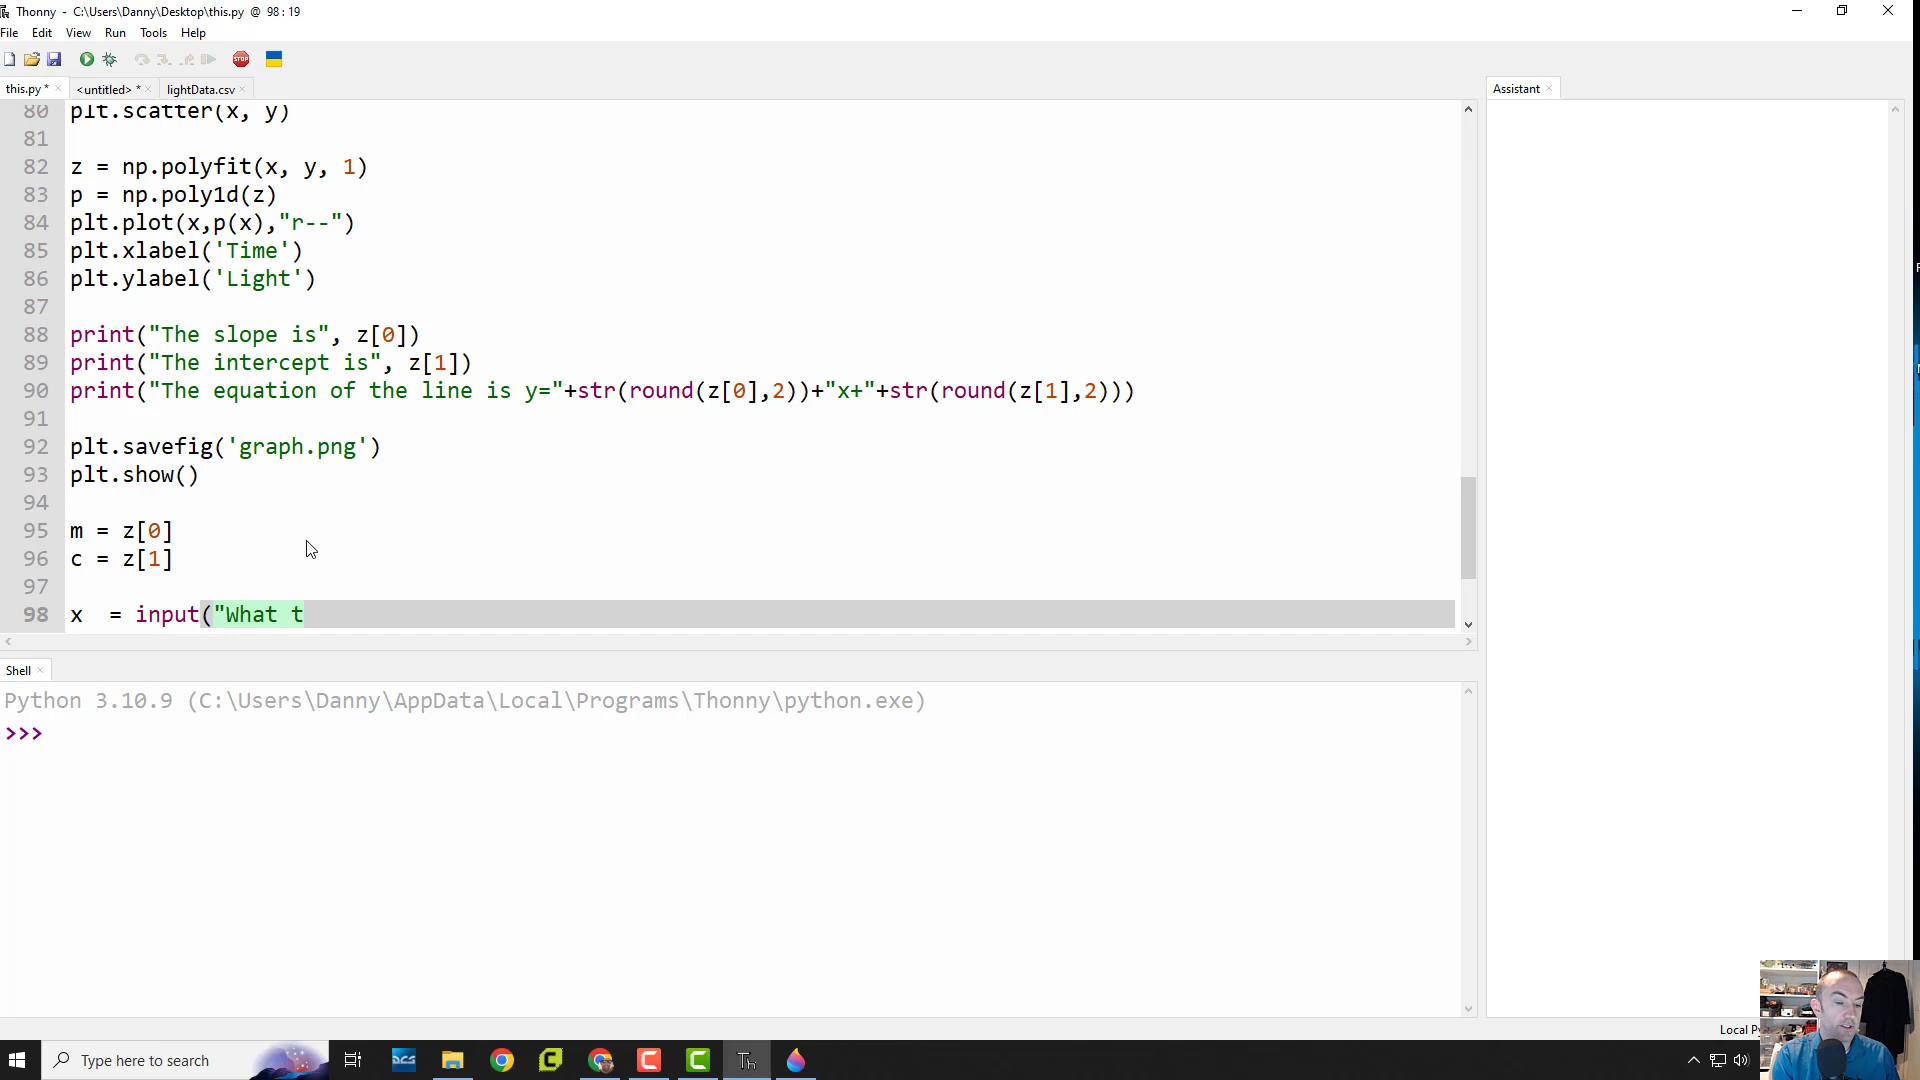 Thonny - C:\Users\Danny\Desktop\this.py @ 98:19
File Edit View Run Tools Help
STOP
this.py * <untitled> * lightData.csv
Assistant
80 plt.scatter(x, y)
81
82 z = np.polyfit(x, y, 1)
83 p = np.poly1d(z)
84 plt.plot(x,p(x),"r--")
85 plt.xlabel('Time')
86 plt.ylabel('Light')
87
88 print("The slope is", z[0])
89 print("The intercept is", z[1])
90 print("The equation of the line is y="+str(round(z[0],2))+"x+"+str(round(z[1],2)))
91
92 plt.savefig('graph.png')
93 plt.show()
94
95 m = z[0]
96 c = z[1]
97
98 x  = input("What t
Shell
Python 3.10.9 (C:\Users\Danny\AppData\Local\Programs\Thonny\python.exe)
>>>
Local
Type here to search
DCS
Th